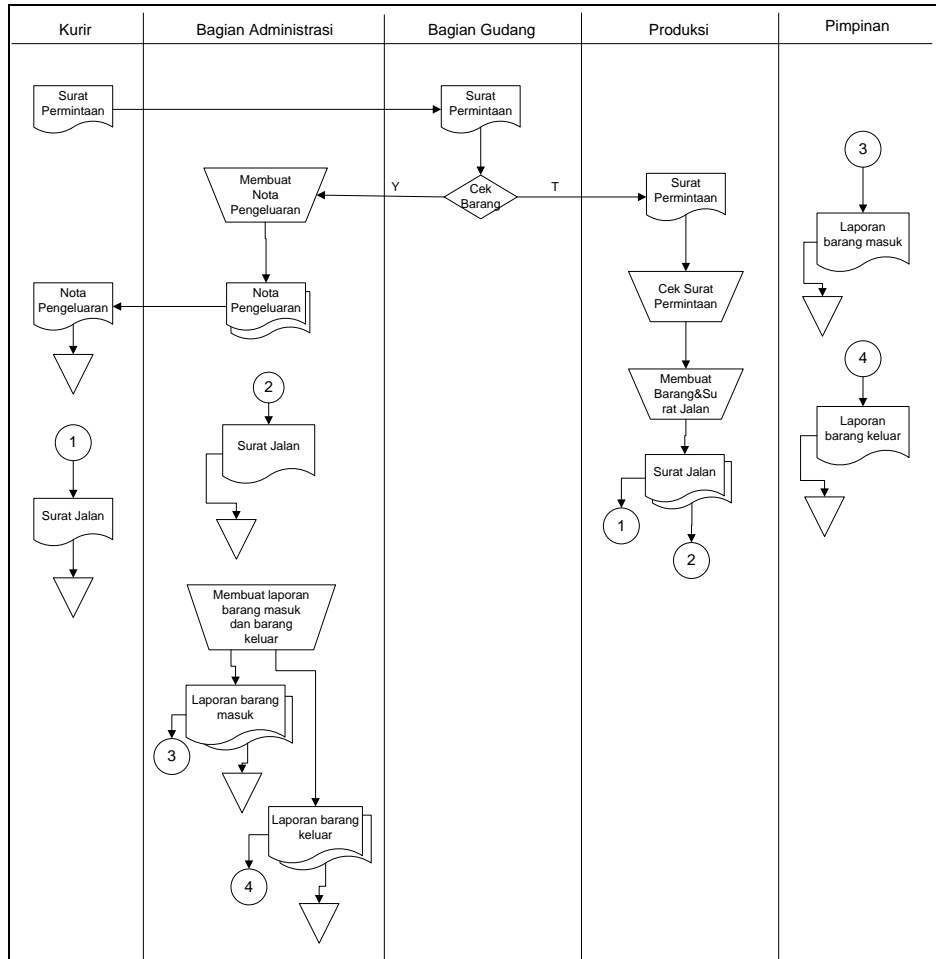 Kurir
Bagian Administrasi
Bagian Gudang
Produksi
Pimpinan
Surat
Permintaan
Surat
Permintaan
3
Membuat
Nota
Pengeluaran
Y
Cek
Barang
T
Surat
Permintaan
Laporan
barang masuk
Nota
Pengeluaran
Nota
Pengeluaran
Cek Surat
Permintaan
4
2
Membuat
Barang&Su
rat Jalan
Laporan
barang keluar
1
Surat Jalan
Surat Jalan
Surat Jalan
1
2
Membuat laporan
barang masuk
dan barang
keluar
Laporan barang
masuk
3
Laporan barang
keluar
4